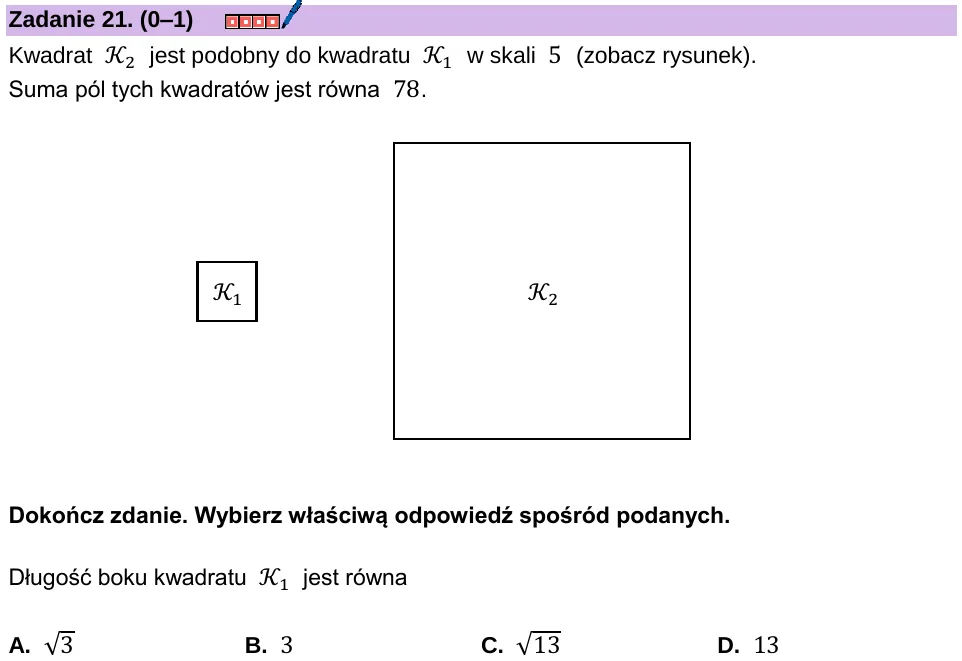 Zadanie 21. (0–1)
Kwadrat 𝒦₂ jest podobny do kwadratu 𝒦₁ w skali 5 (zobacz rysunek).
Suma pól tych kwadratów jest równa 78.
𝒦₁
𝒦₂
Dokończ zdanie. Wybierz właściwą odpowiedź spośród podanych.
Długość boku kwadratu 𝒦₁ jest równa
A. √3 B. 3 C. √13 D. 13